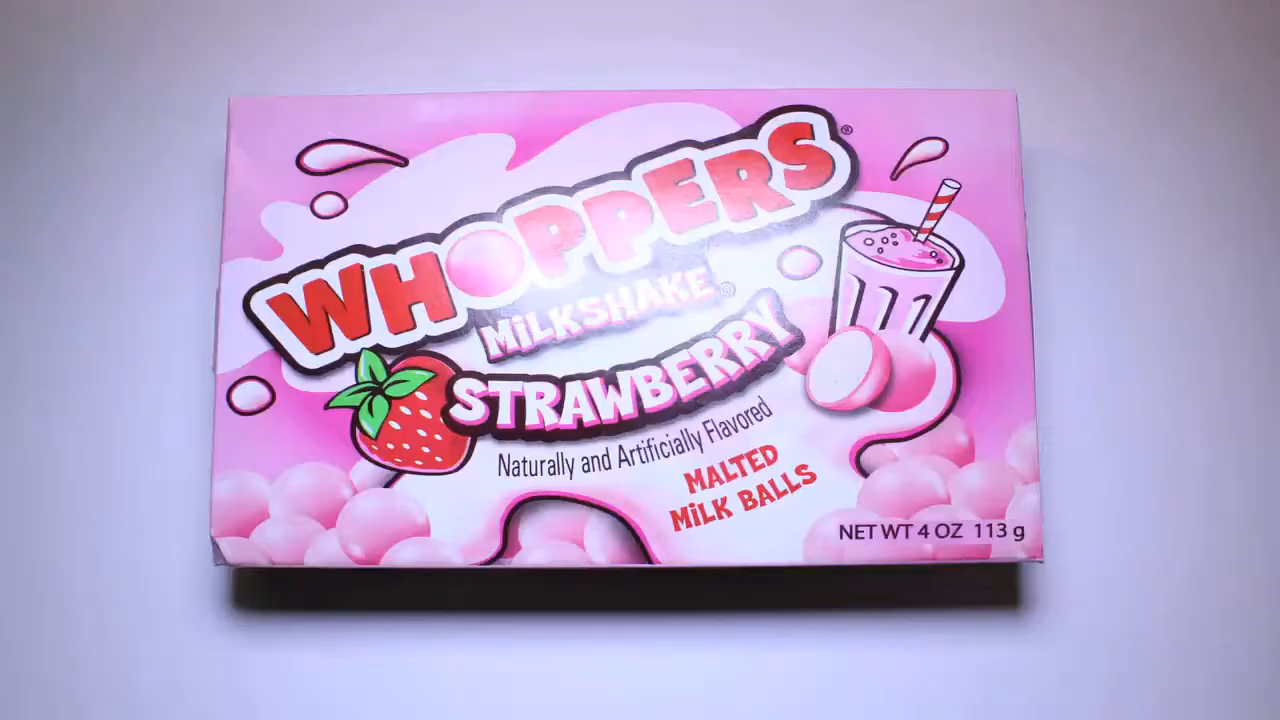 WHOPPERS®
MiLKSHAKE®
STRAWBERRY
Naturally and Artificially Flavored
MALTED
MiLK BALLS
NET WT 4 OZ 113 g